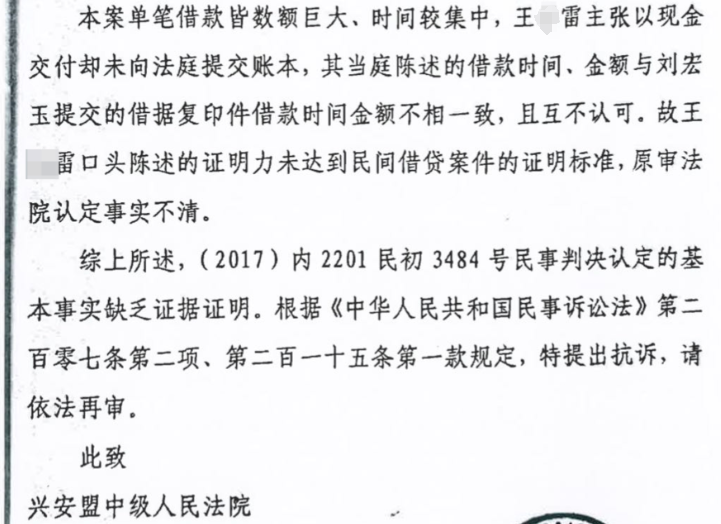 本案单笔借款皆数额巨大、时间较集中，王 雷主张以现金
交付却未向法庭提交账本，其当庭陈述的借款时间、金额与刘宏
玉提交的借据复印件借款时间金额不相一致，且互不认可。故王
雷口头陈述的证明力未达到民间借贷案件的证明标准，原审法
院认定事实不清。
综上所述，（2017）内 2201 民初 3484 号民事判决认定的基
本事实缺乏证据证明。根据《中华人民共和国民事诉讼法》第二
百零七条第二项、第二百一十五条第一款规定，特提出抗诉，请
依法再审。
此致
兴安盟中级人民法院